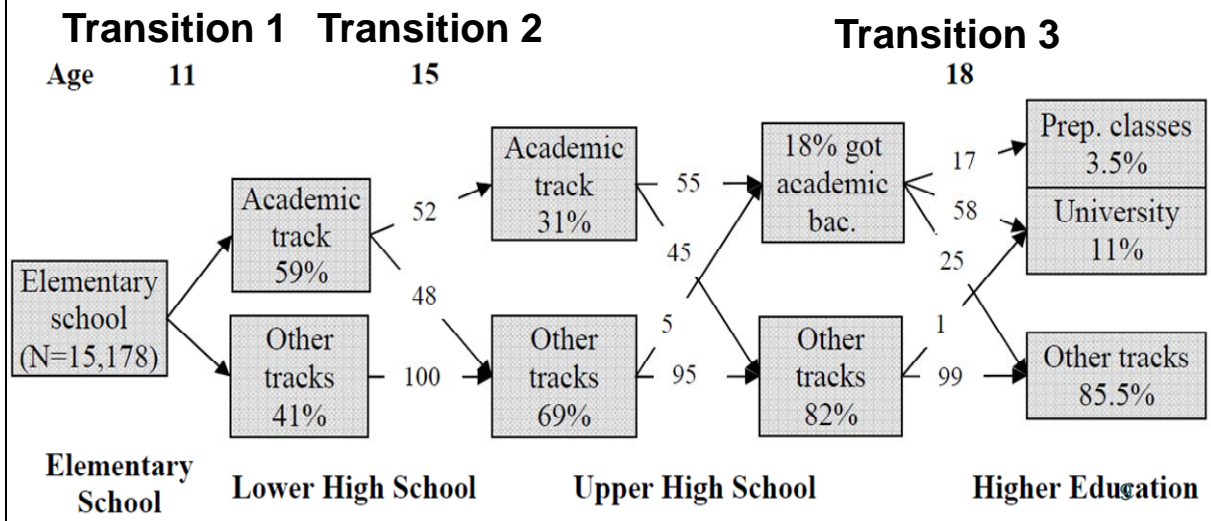 Transition 1 Transition 2 Transition 3
Age 11 15 18
Elementary
school
(N=15,178)
Academic
track
59%
Other
tracks
41%
52
48
100
Academic
track
31%
Other
tracks
69%
55
45
5
95
18% got
academic
bac.
Other
tracks
82%
17
58
25
1
99
Prep. classes
3.5%
University
11%
Other tracks
85.5%
Elementary
School
Lower High School
Upper High School
Higher Education